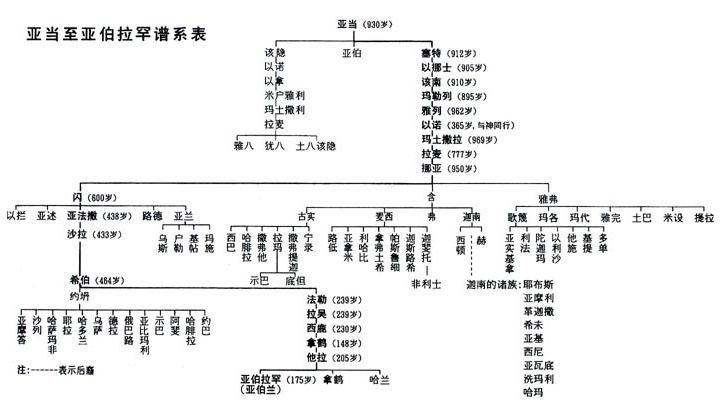 亚当至亚伯拉罕谱系表
亚当 (930岁)
该隐 亚伯 塞特 (912岁)
以诺 以挪士 (905岁)
以拿 该南 (910岁)
米户雅利 玛勒列 (895岁)
玛土撒利 雅列 (962岁)
拉麦 以诺 (365岁,与神同行)
玛土撒拉 (969岁)
雅八 犹八 土八该隐 拉麦 (777岁)
挪亚 (950岁)
闪 (600岁) 含 雅弗
以拦 亚述 亚法撒 (438岁) 路德 亚兰 古实 麦西 弗 迦南 歌篾 玛各 玛代 雅完 土巴 米设 提拉
沙拉 (433岁)
乌斯 户勒 基帖 玛施 西巴 哈腓拉 撒弗他 拉玛 撒弗提迦 宁录 路低 亚拿米 利哈比 拿弗土希 帕斯鲁细 迦斯路希 迦斐托 西顿 赫 亚实基拿 利法 陀迦玛 以利沙 他施 基提 多单
示巴 底但 非利士
希伯 (464岁) 迦南的诸族: 耶布斯
约坍 亚摩利
法勒 (239岁) 革迦撒
拉吴 (239岁) 希未
西鹿 (230岁) 亚基
拿鹤 (148岁) 西尼
他拉 (205岁) 亚瓦底
洗玛利
哈玛
亚摩答 沙列 哈萨玛非 耶拉 哈多兰 乌萨 德拉 俄巴路 亚比玛利 示巴 阿斐 哈腓拉 约巴
注: ------表示后裔
亚伯拉罕 (175岁) 拿鹤 哈兰
(亚伯兰)